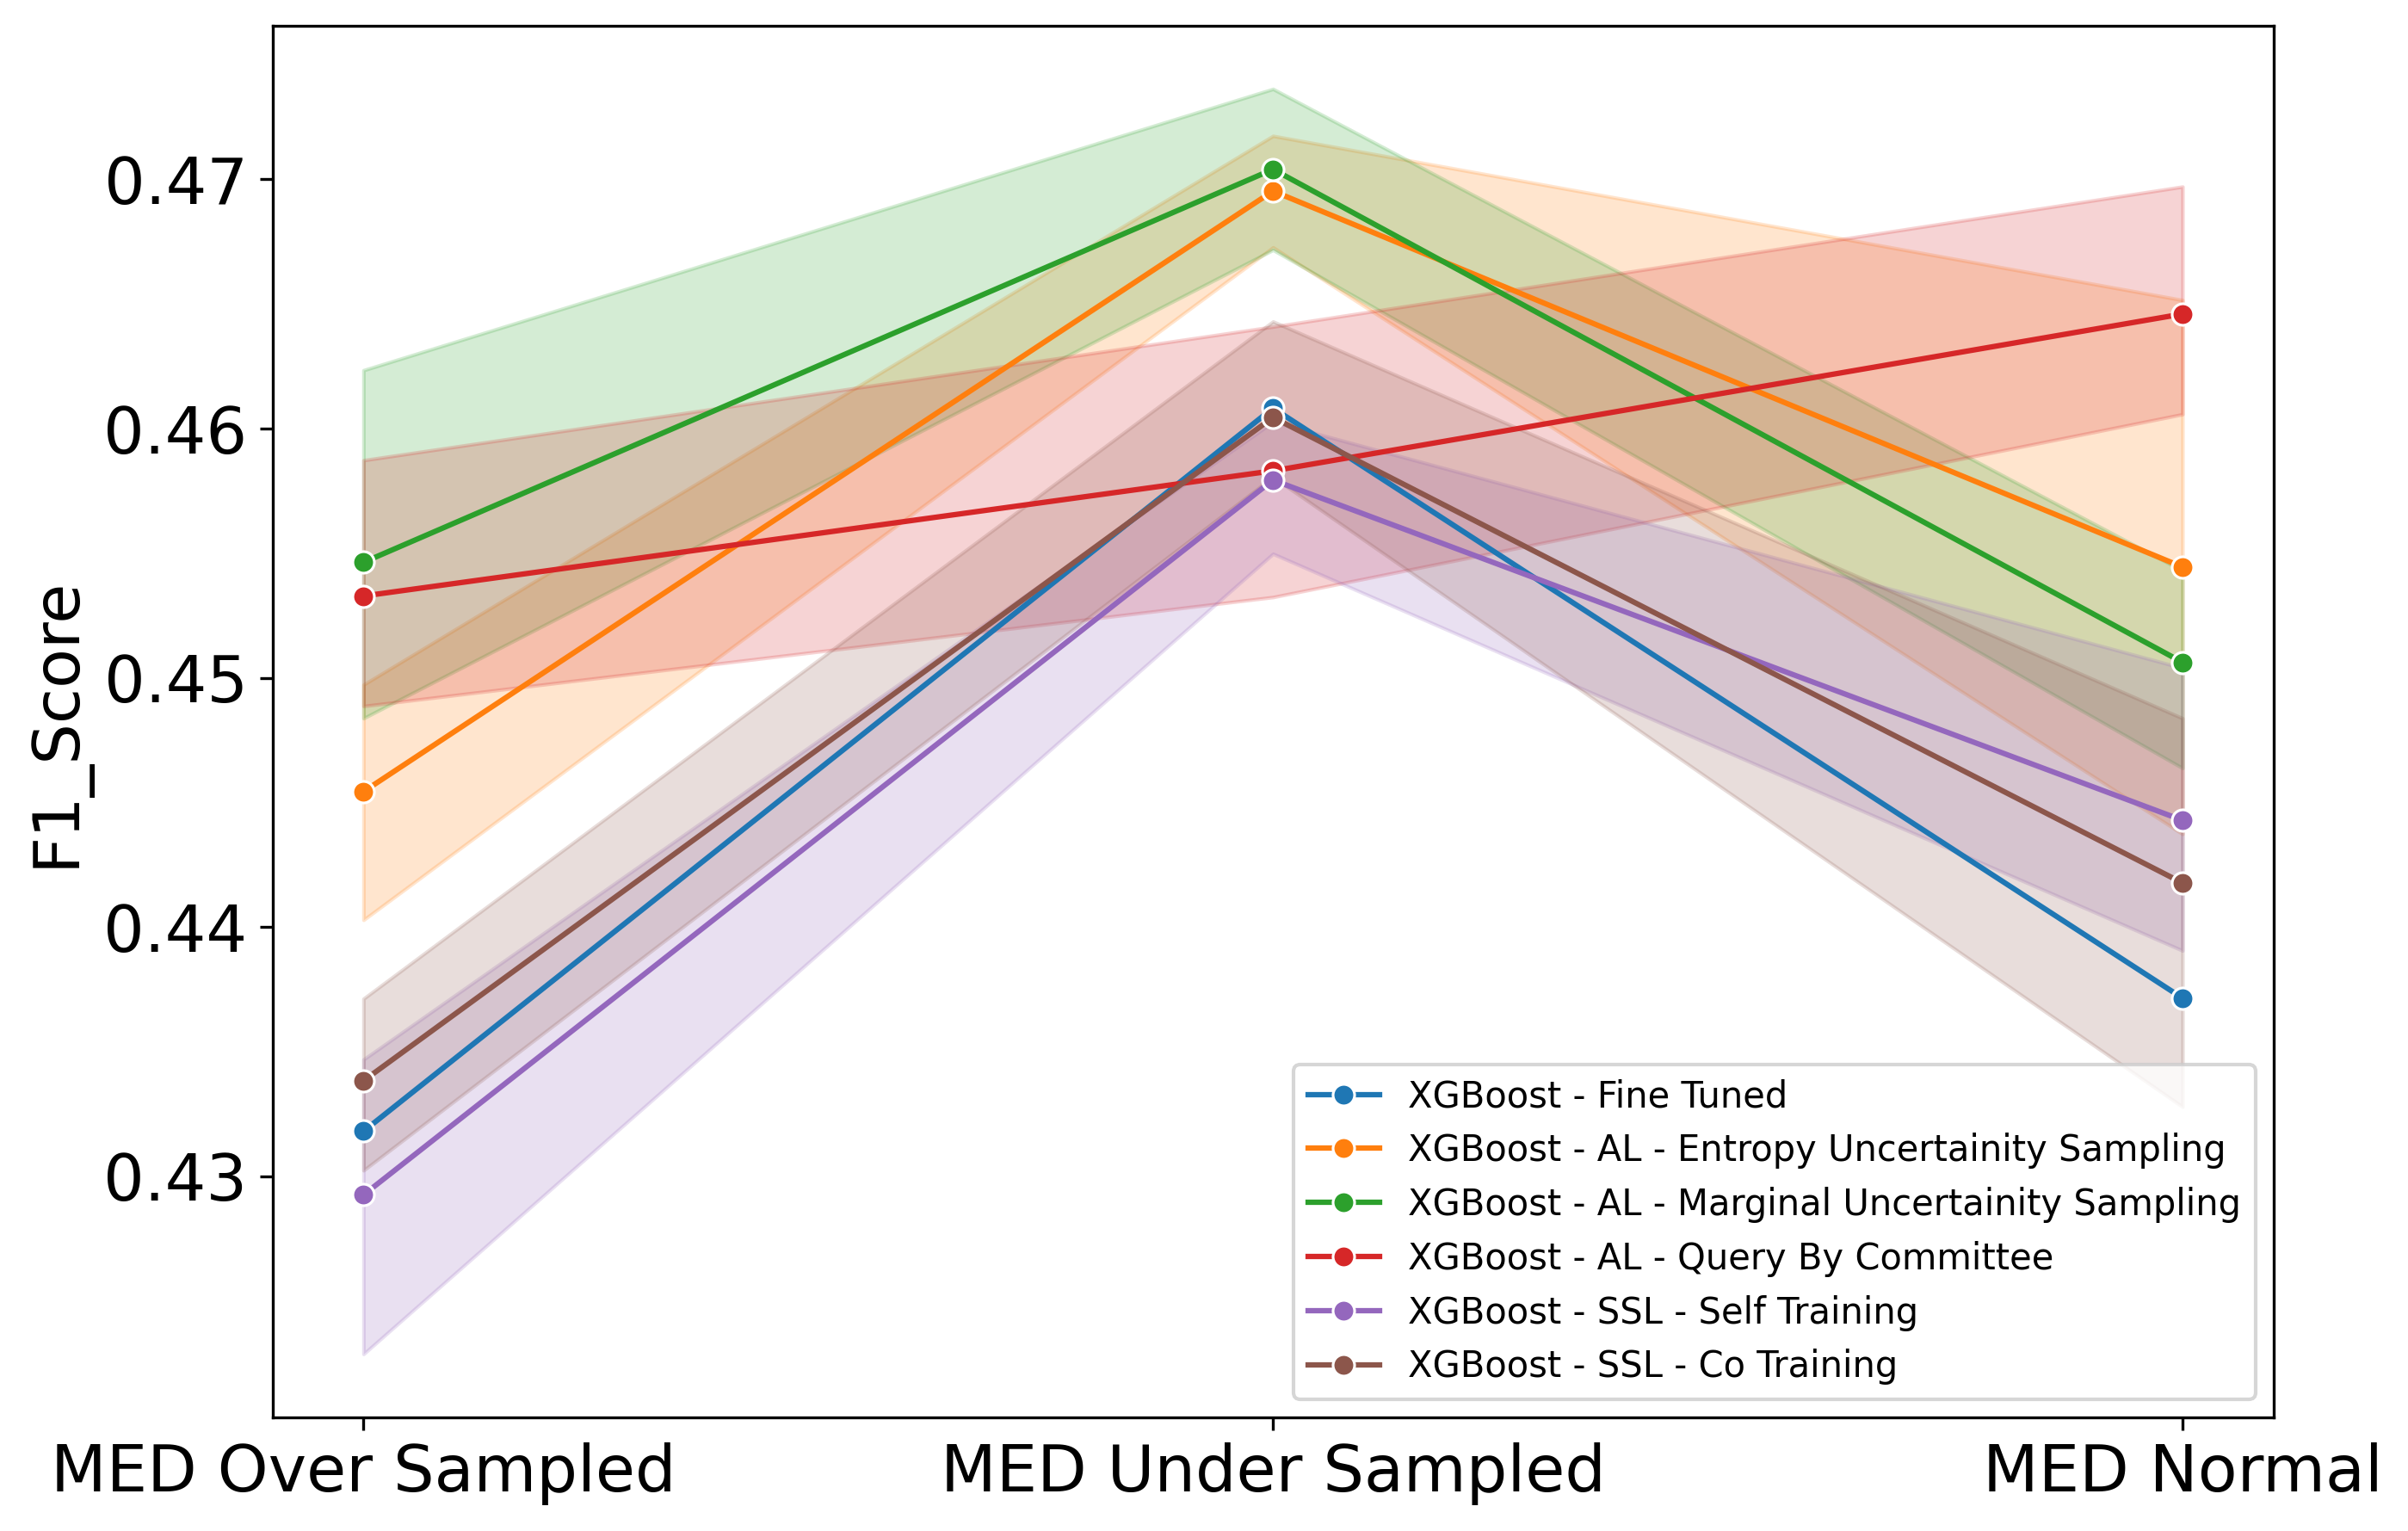 F1_Score
0.47
0.46
0.45
0.44
0.43
MED Over Sampled
MED Under Sampled
MED Normal
XGBoost - Fine Tuned
XGBoost - AL - Entropy Uncertainity Sampling
XGBoost - AL - Marginal Uncertainity Sampling
XGBoost - AL - Query By Committee
XGBoost - SSL - Self Training
XGBoost - SSL - Co Training